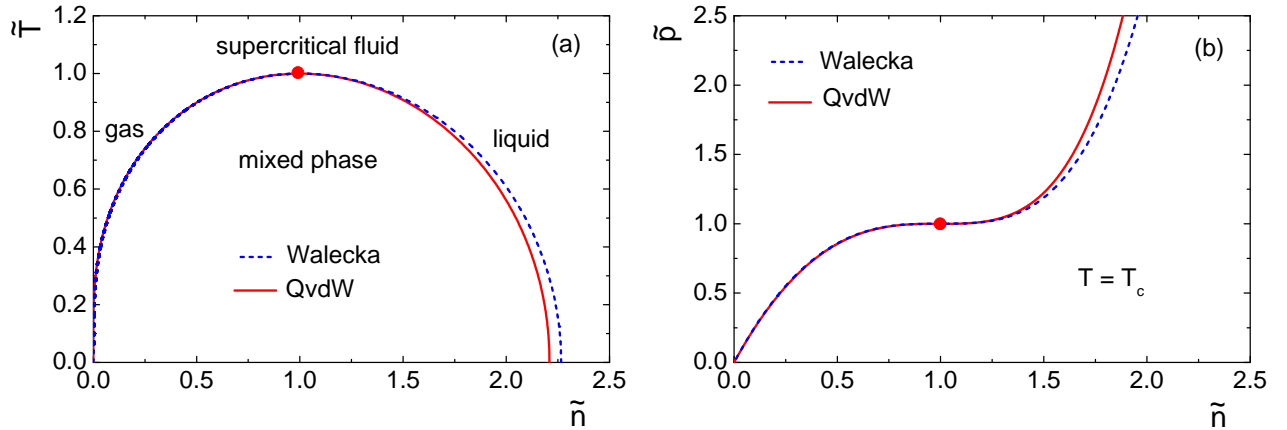 T̃
1.2
1.0
0.8
0.6
0.4
0.2
0.0
supercritical fluid
(a)
gas
liquid
mixed phase
Walecka
QvdW
0.0 0.5 1.0 1.5 2.0 2.5
ñ
p̃
2.5
2.0
1.5
1.0
0.5
0.0
(b)
Walecka
QvdW
T = T_c
0.0 0.5 1.0 1.5 2.0 2.5
ñ